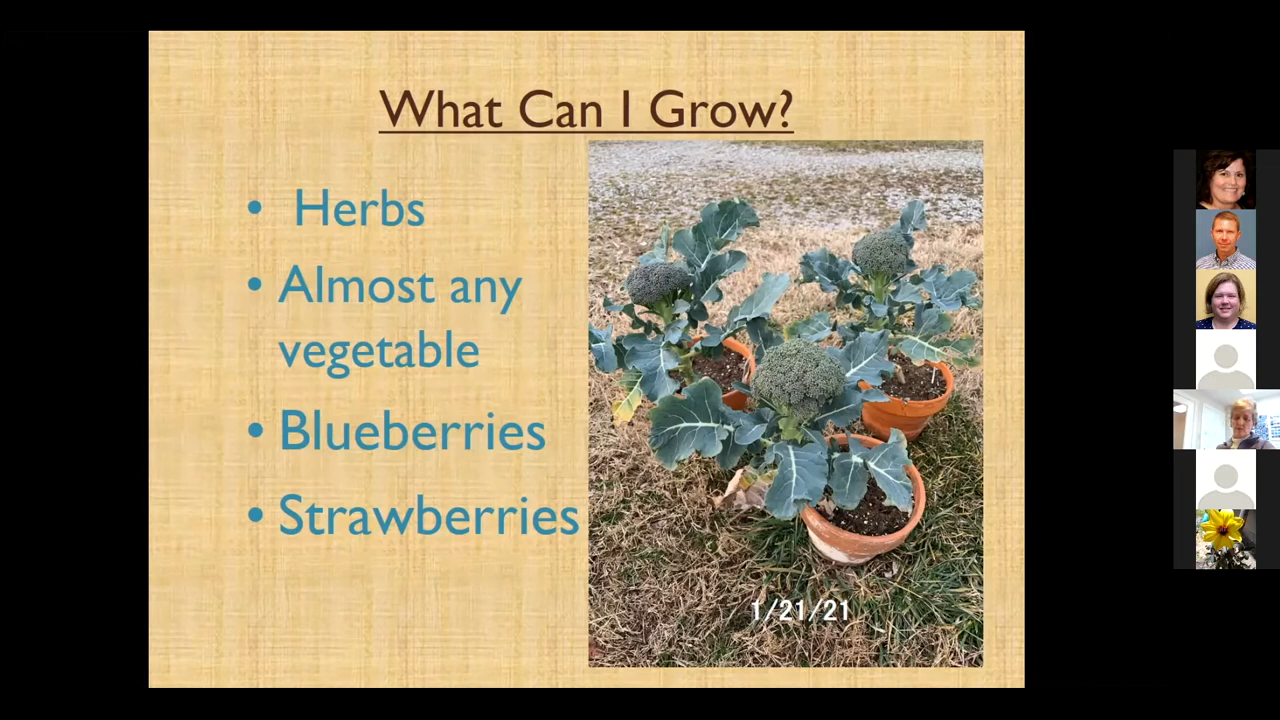 What Can I Grow?
• Herbs
• Almost any
vegetable
• Blueberries
• Strawberries
1/21/21